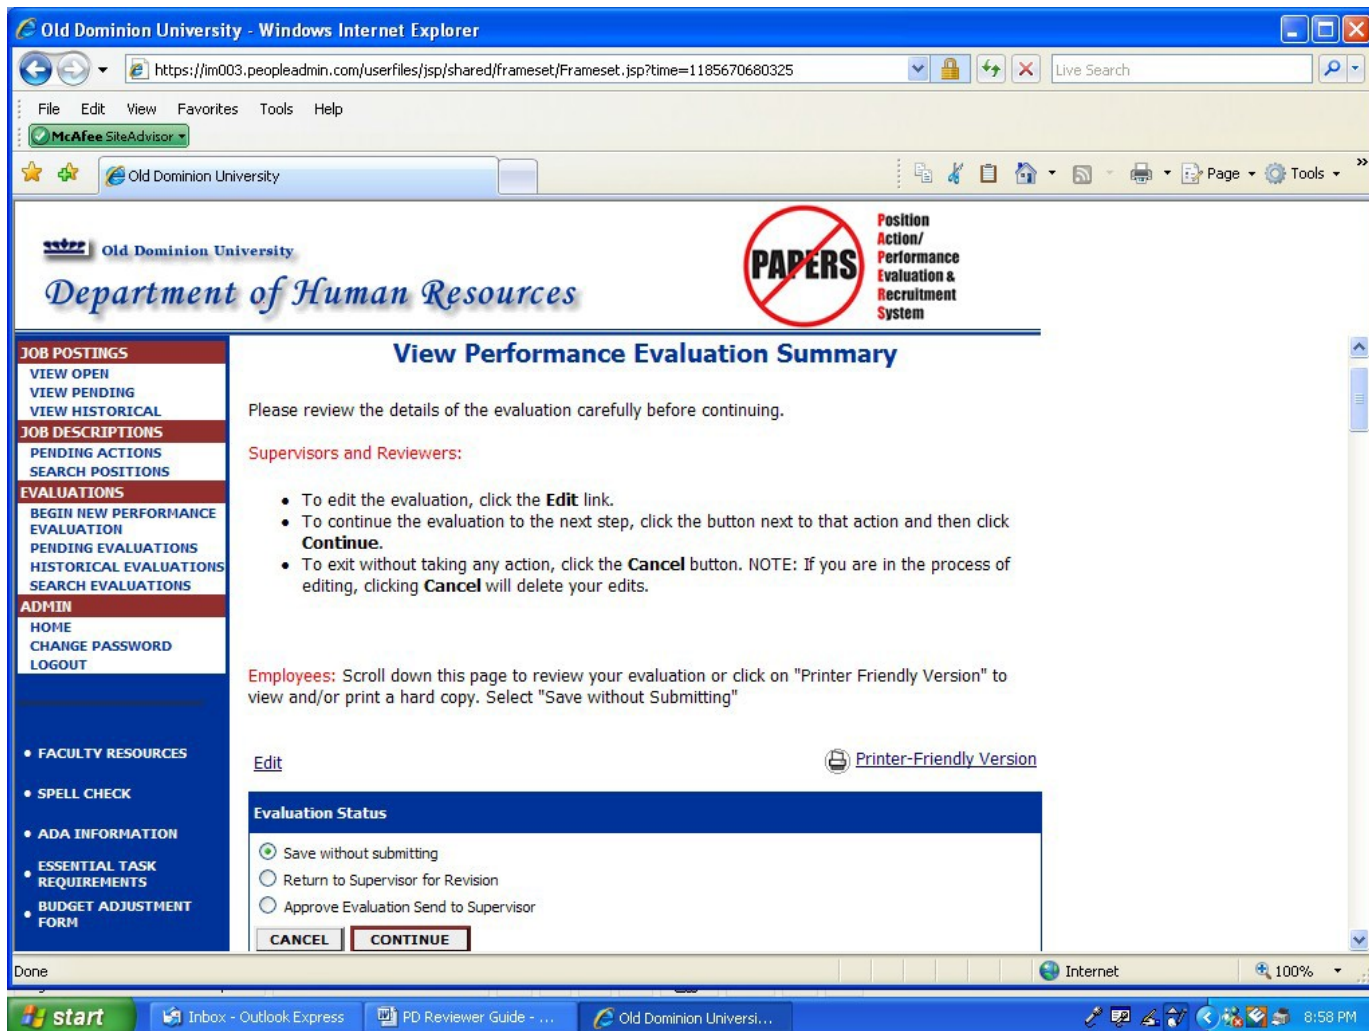 Old Dominion University - Windows Internet Explorer
https://im003.peopleadmin.com/userfiles/jsp/shared/frameset/Frameset.jsp?time=1185670680325
Live Search
File Edit View Favorites Tools Help
McAfee SiteAdvisor
Old Dominion University
Page
Tools
»
Old Dominion University
Department of Human Resources
PAPERS
Position
Action/
Performance
Evaluation &
Recruitment
System
JOB POSTINGS
VIEW OPEN
VIEW PENDING
VIEW HISTORICAL
JOB DESCRIPTIONS
PENDING ACTIONS
SEARCH POSITIONS
EVALUATIONS
BEGIN NEW PERFORMANCE
EVALUATION
PENDING EVALUATIONS
HISTORICAL EVALUATIONS
SEARCH EVALUATIONS
ADMIN
HOME
CHANGE PASSWORD
LOGOUT
• FACULTY RESOURCES
• SPELL CHECK
• ADA INFORMATION
• ESSENTIAL TASK
REQUIREMENTS
• BUDGET ADJUSTMENT
FORM
View Performance Evaluation Summary
Please review the details of the evaluation carefully before continuing.
Supervisors and Reviewers:
• To edit the evaluation, click the Edit link.
• To continue the evaluation to the next step, click the button next to that action and then click
Continue.
• To exit without taking any action, click the Cancel button. NOTE: If you are in the process of
editing, clicking Cancel will delete your edits.
Employees: Scroll down this page to review your evaluation or click on "Printer Friendly Version" to
view and/or print a hard copy. Select "Save without Submitting"
Edit
Printer-Friendly Version
Evaluation Status
Save without submitting
Return to Supervisor for Revision
Approve Evaluation Send to Supervisor
CANCEL CONTINUE
Done
Internet
100%
start
Inbox - Outlook Express
PD Reviewer Guide - ...
Old Dominion Universi...
8:58 PM